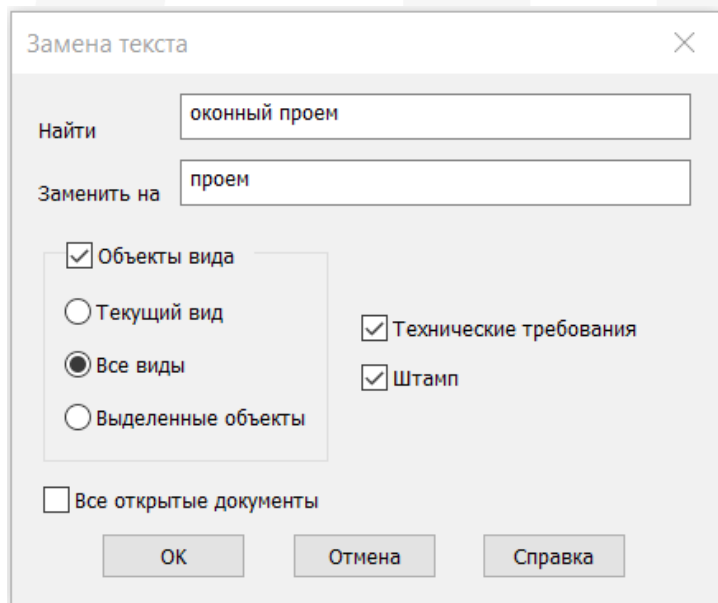 Замена текста
Найти
оконный проем
Заменить на
проем
Объекты вида
Текущий вид
Все виды
Выделенные объекты
Технические требования
Штамп
Все открытые документы
OK
Отмена
Справка